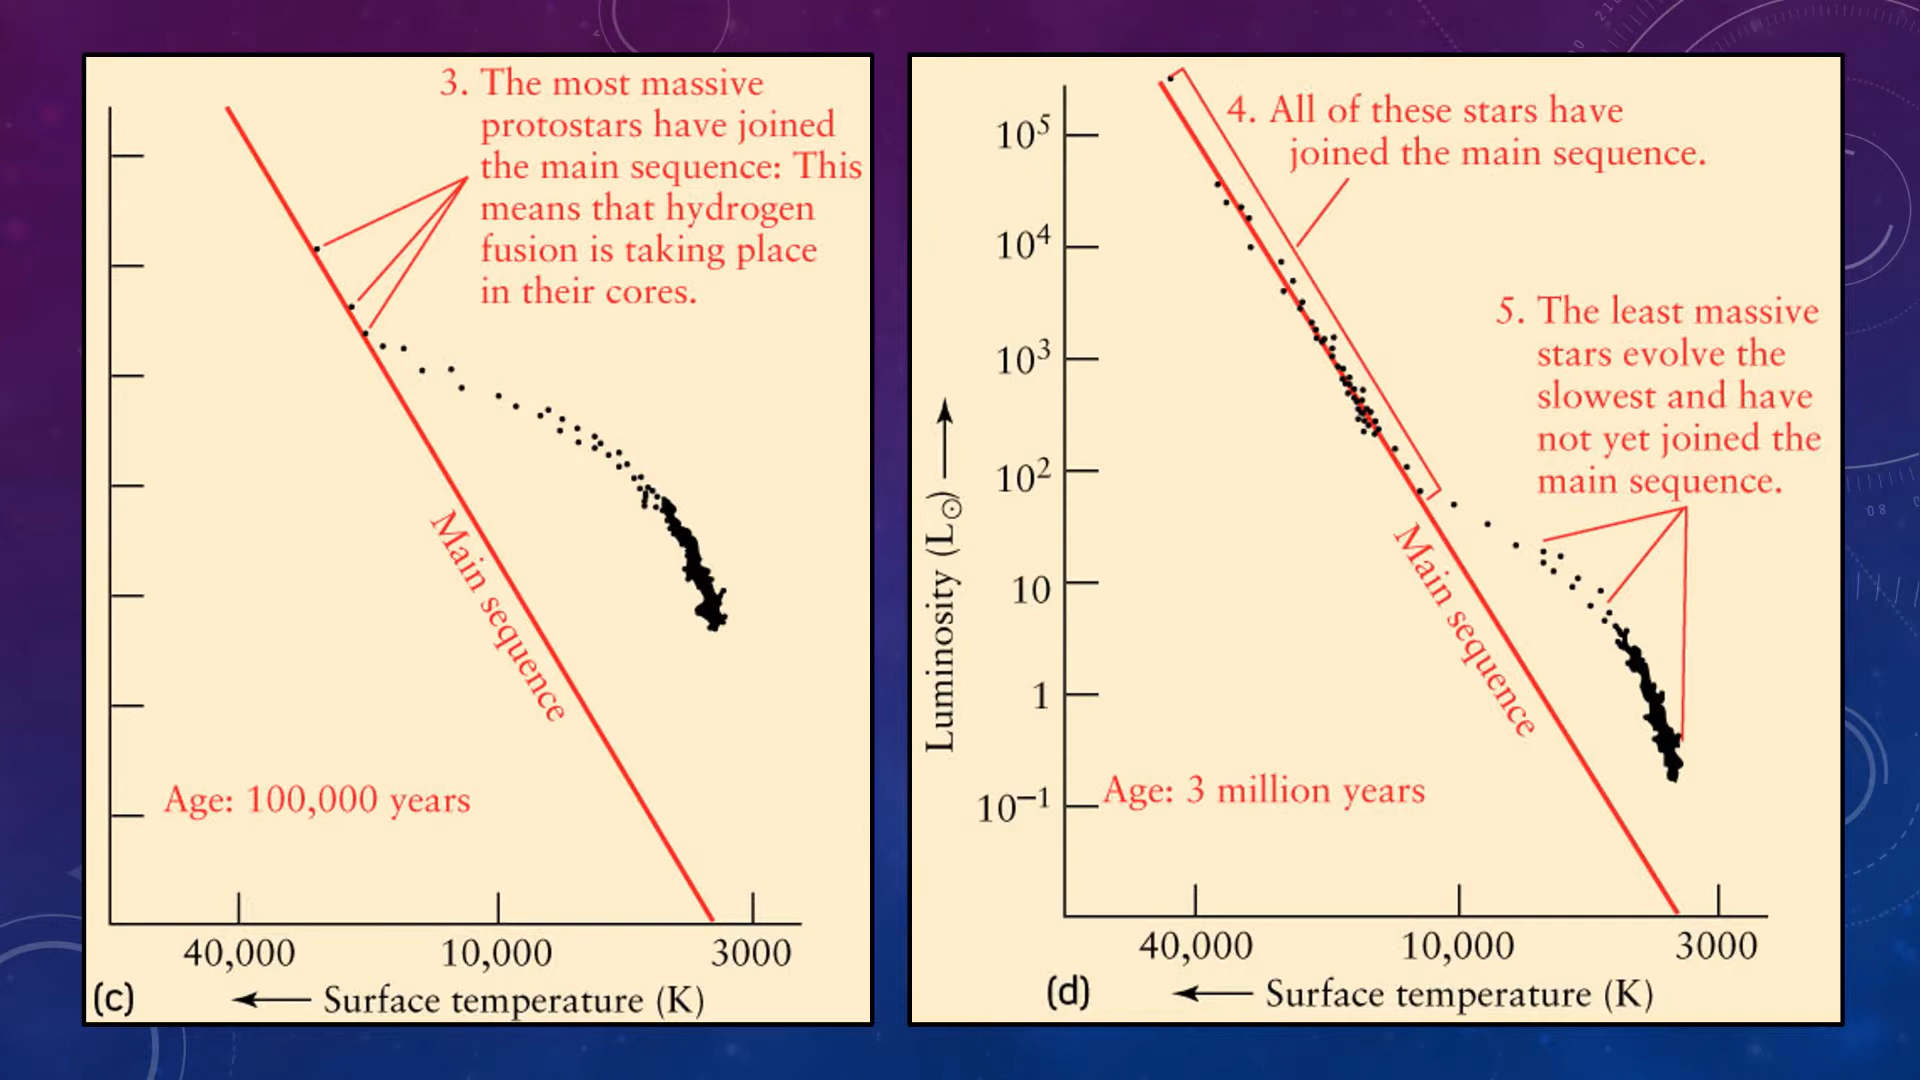 3. The most massive
protostars have joined
the main sequence: This
means that hydrogen
fusion is taking place
in their cores.
Main sequence
Age: 100,000 years
40,000
10,000
3000
(c)
Surface temperature (K)
4. All of these stars have
joined the main sequence.
5. The least massive
stars evolve the
slowest and have
not yet joined the
main sequence.
10⁵
10⁴
10³
10²
10
1
10⁻¹
Luminosity (L☉)
Main sequence
Age: 3 million years
40,000
10,000
3000
(d)
Surface temperature (K)